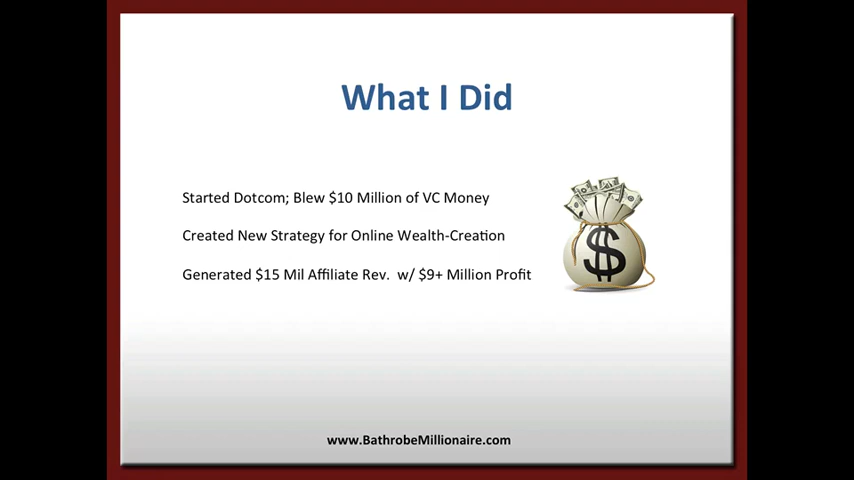 What I Did
Started Dotcom; Blew $10 Million of VC Money
Created New Strategy for Online Wealth-Creation
Generated $15 Mil Affiliate Rev. w/ $9+ Million Profit
$
www.BathrobeMillionaire.com